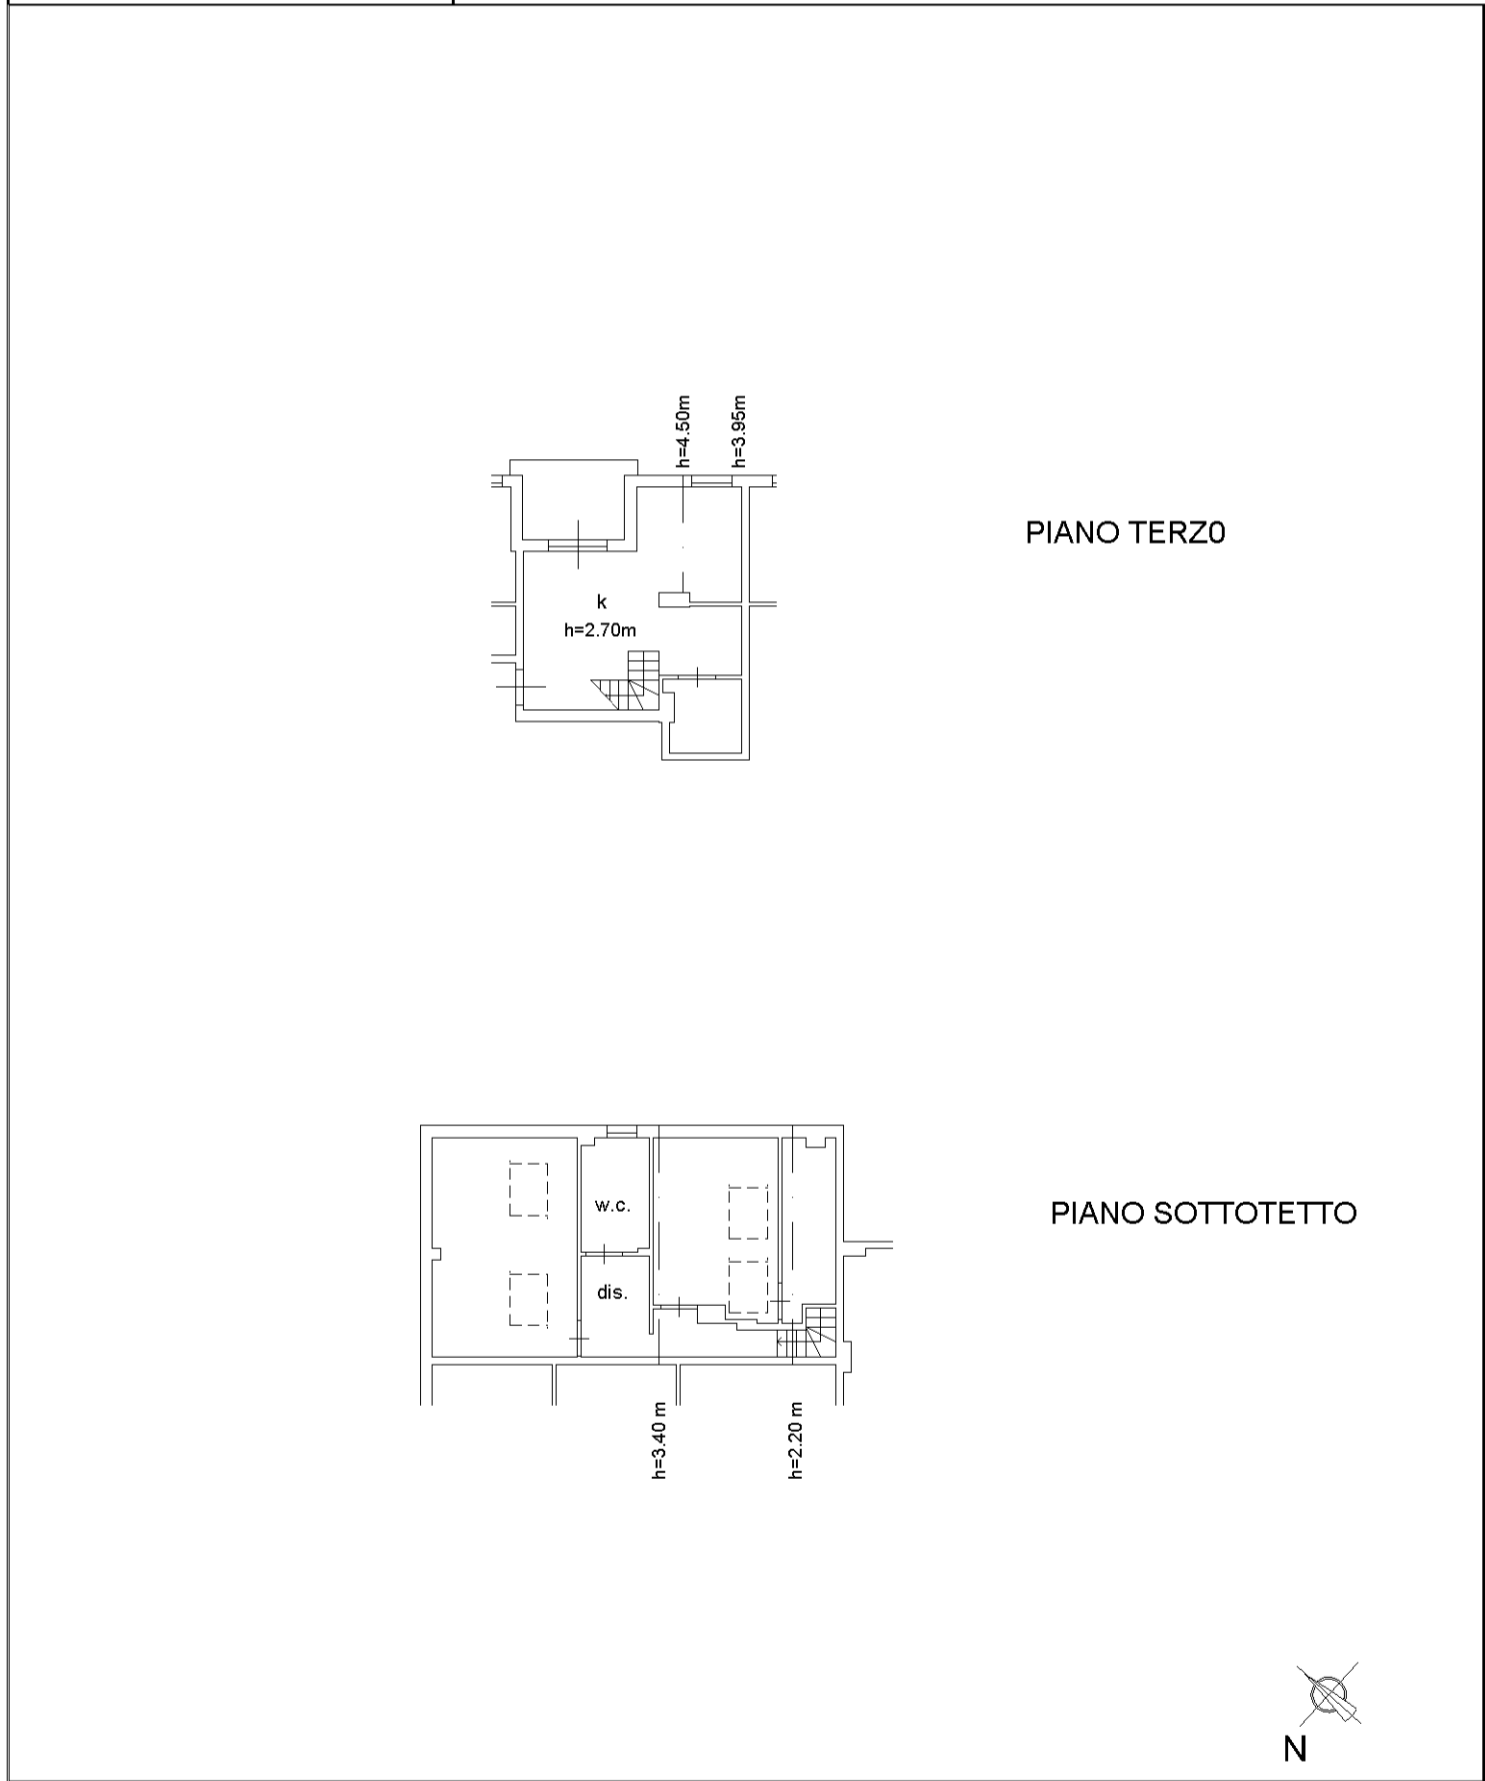 h=4.50m
h=3.95m
PIANO TERZ0
k
h=2.70m
w.c.
PIANO SOTTOTETTO
dis.
h=3.40 m
h=2.20 m
N